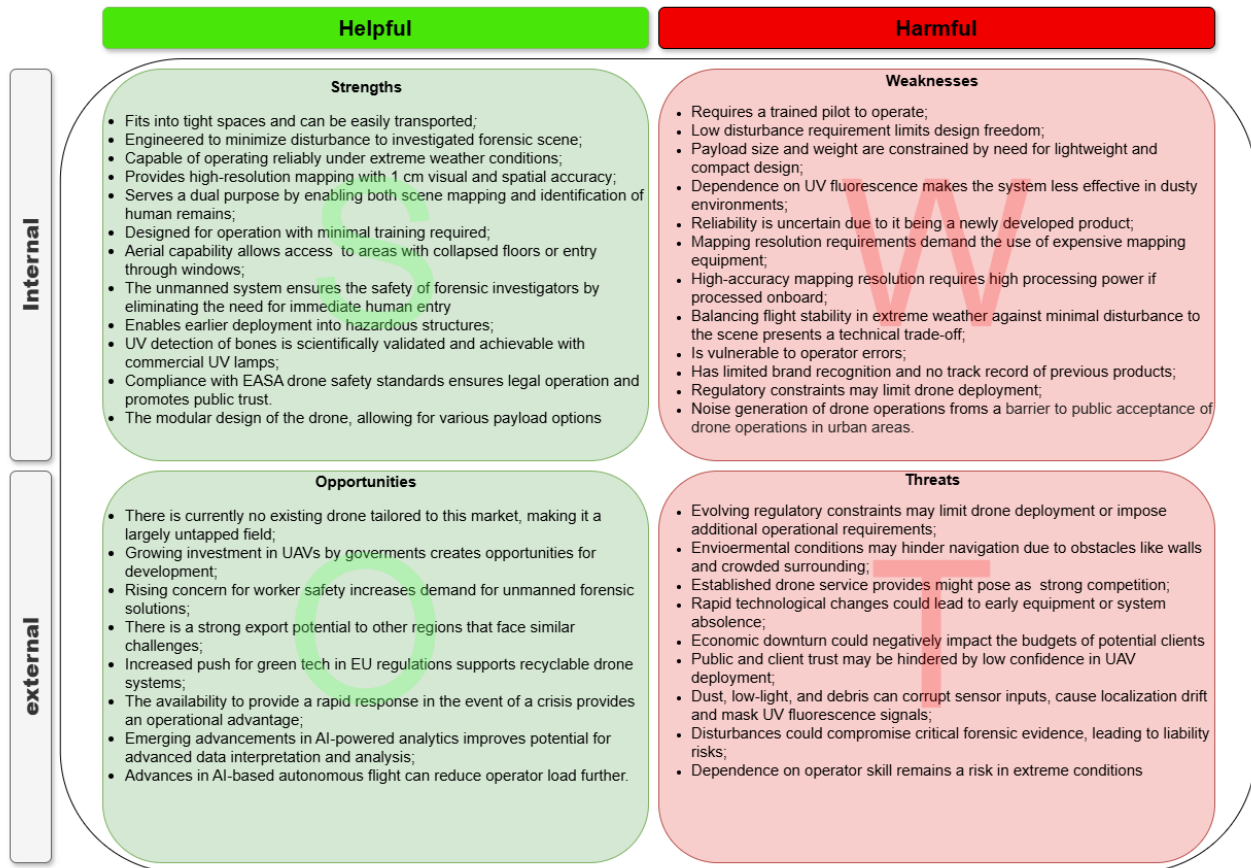 Helpful
Harmful
Internal
Strengths
• Fits into tight spaces and can be easily transported;
• Engineered to minimize disturbance to investigated forensic scene;
• Capable of operating reliably under extreme weather conditions;
• Provides high-resolution mapping with 1 cm visual and spatial accuracy;
• Serves a dual purpose by enabling both scene mapping and identification of
human remains;
• Designed for operation with minimal training required;
• Aerial capability allows access to areas with collapsed floors or entry
through windows;
• The unmanned system ensures the safety of forensic investigators by
eliminating the need for immediate human entry
• Enables earlier deployment into hazardous structures;
• UV detection of bones is scientifically validated and achievable with
commercial UV lamps;
• Compliance with EASA drone safety standards ensures legal operation and
promotes public trust.
• The modular design of the drone, allowing for various payload options
S
Weaknesses
• Requires a trained pilot to operate;
• Low disturbance requirement limits design freedom;
• Payload size and weight are constrained by need for lightweight and
compact design;
• Dependence on UV fluorescence makes the system less effective in dusty
environments;
• Reliability is uncertain due to it being a newly developed product;
• Mapping resolution requirements demand the use of expensive mapping
equipment;
• High-accuracy mapping resolution requires high processing power if
processed onboard;
• Balancing flight stability in extreme weather against minimal disturbance to
the scene presents a technical trade-off;
• Is vulnerable to operator errors;
• Has limited brand recognition and no track record of previous products;
• Regulatory constraints may limit drone deployment;
• Noise generation of drone operations froms a barrier to public acceptance of
drone operations in urban areas.
W
external
Opportunities
• There is currently no existing drone tailored to this market, making it a
largely untapped field;
• Growing investment in UAVs by goverments creates opportunities for
development;
• Rising concern for worker safety increases demand for unmanned forensic
solutions;
• There is a strong export potential to other regions that face similar
challenges;
• Increased push for green tech in EU regulations supports recyclable drone
systems;
• The availability to provide a rapid response in the event of a crisis provides
an operational advantage;
• Emerging advancements in AI-powered analytics improves potential for
advanced data interpretation and analysis;
• Advances in AI-based autonomous flight can reduce operator load further.
O
Threats
• Evolving regulatory constraints may limit drone deployment or impose
additional operational requirements;
• Envioermental conditions may hinder navigation due to obstacles like walls
and crowded surrounding;
• Established drone service provides might pose as strong competition;
• Rapid technological changes could lead to early equipment or system
absolence;
• Economic downturn could negatively impact the budgets of potential clients
• Public and client trust may be hindered by low confidence in UAV
deployment;
• Dust, low-light, and debris can corrupt sensor inputs, cause localization drift
and mask UV fluorescence signals;
• Disturbances could compromise critical forensic evidence, leading to liability
risks;
• Dependence on operator skill remains a risk in extreme conditions
T